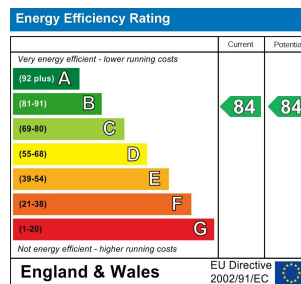 Energy Efficiency Rating
Current Potentia
Very energy efficient - lower running costs
(92 plus) A
(81-91) B 84 84
(69-80) C
(55-68) D
(39-54) E
(21-38) F
(1-20) G
Not energy efficient - higher running costs
England & Wales
EU Directive
2002/91/EC